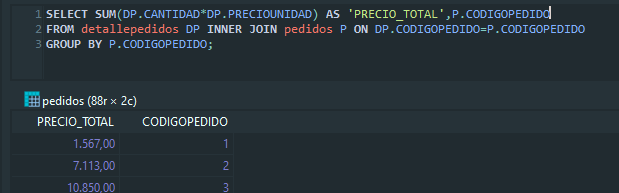 1 SELECT SUM(DP.CANTIDAD*DP.PRECIOUNIDAD) AS 'PRECIO_TOTAL',P.CODIGOPEDIDO
2 FROM detallepedidos DP INNER JOIN pedidos P ON DP.CODIGOPEDIDO=P.CODIGOPEDIDO
3 GROUP BY P.CODIGOPEDIDO;
pedidos (88r × 2c)
PRECIO_TOTAL CODIGOPEDIDO
1.567,00 1
7.113,00 2
10.850,00 3